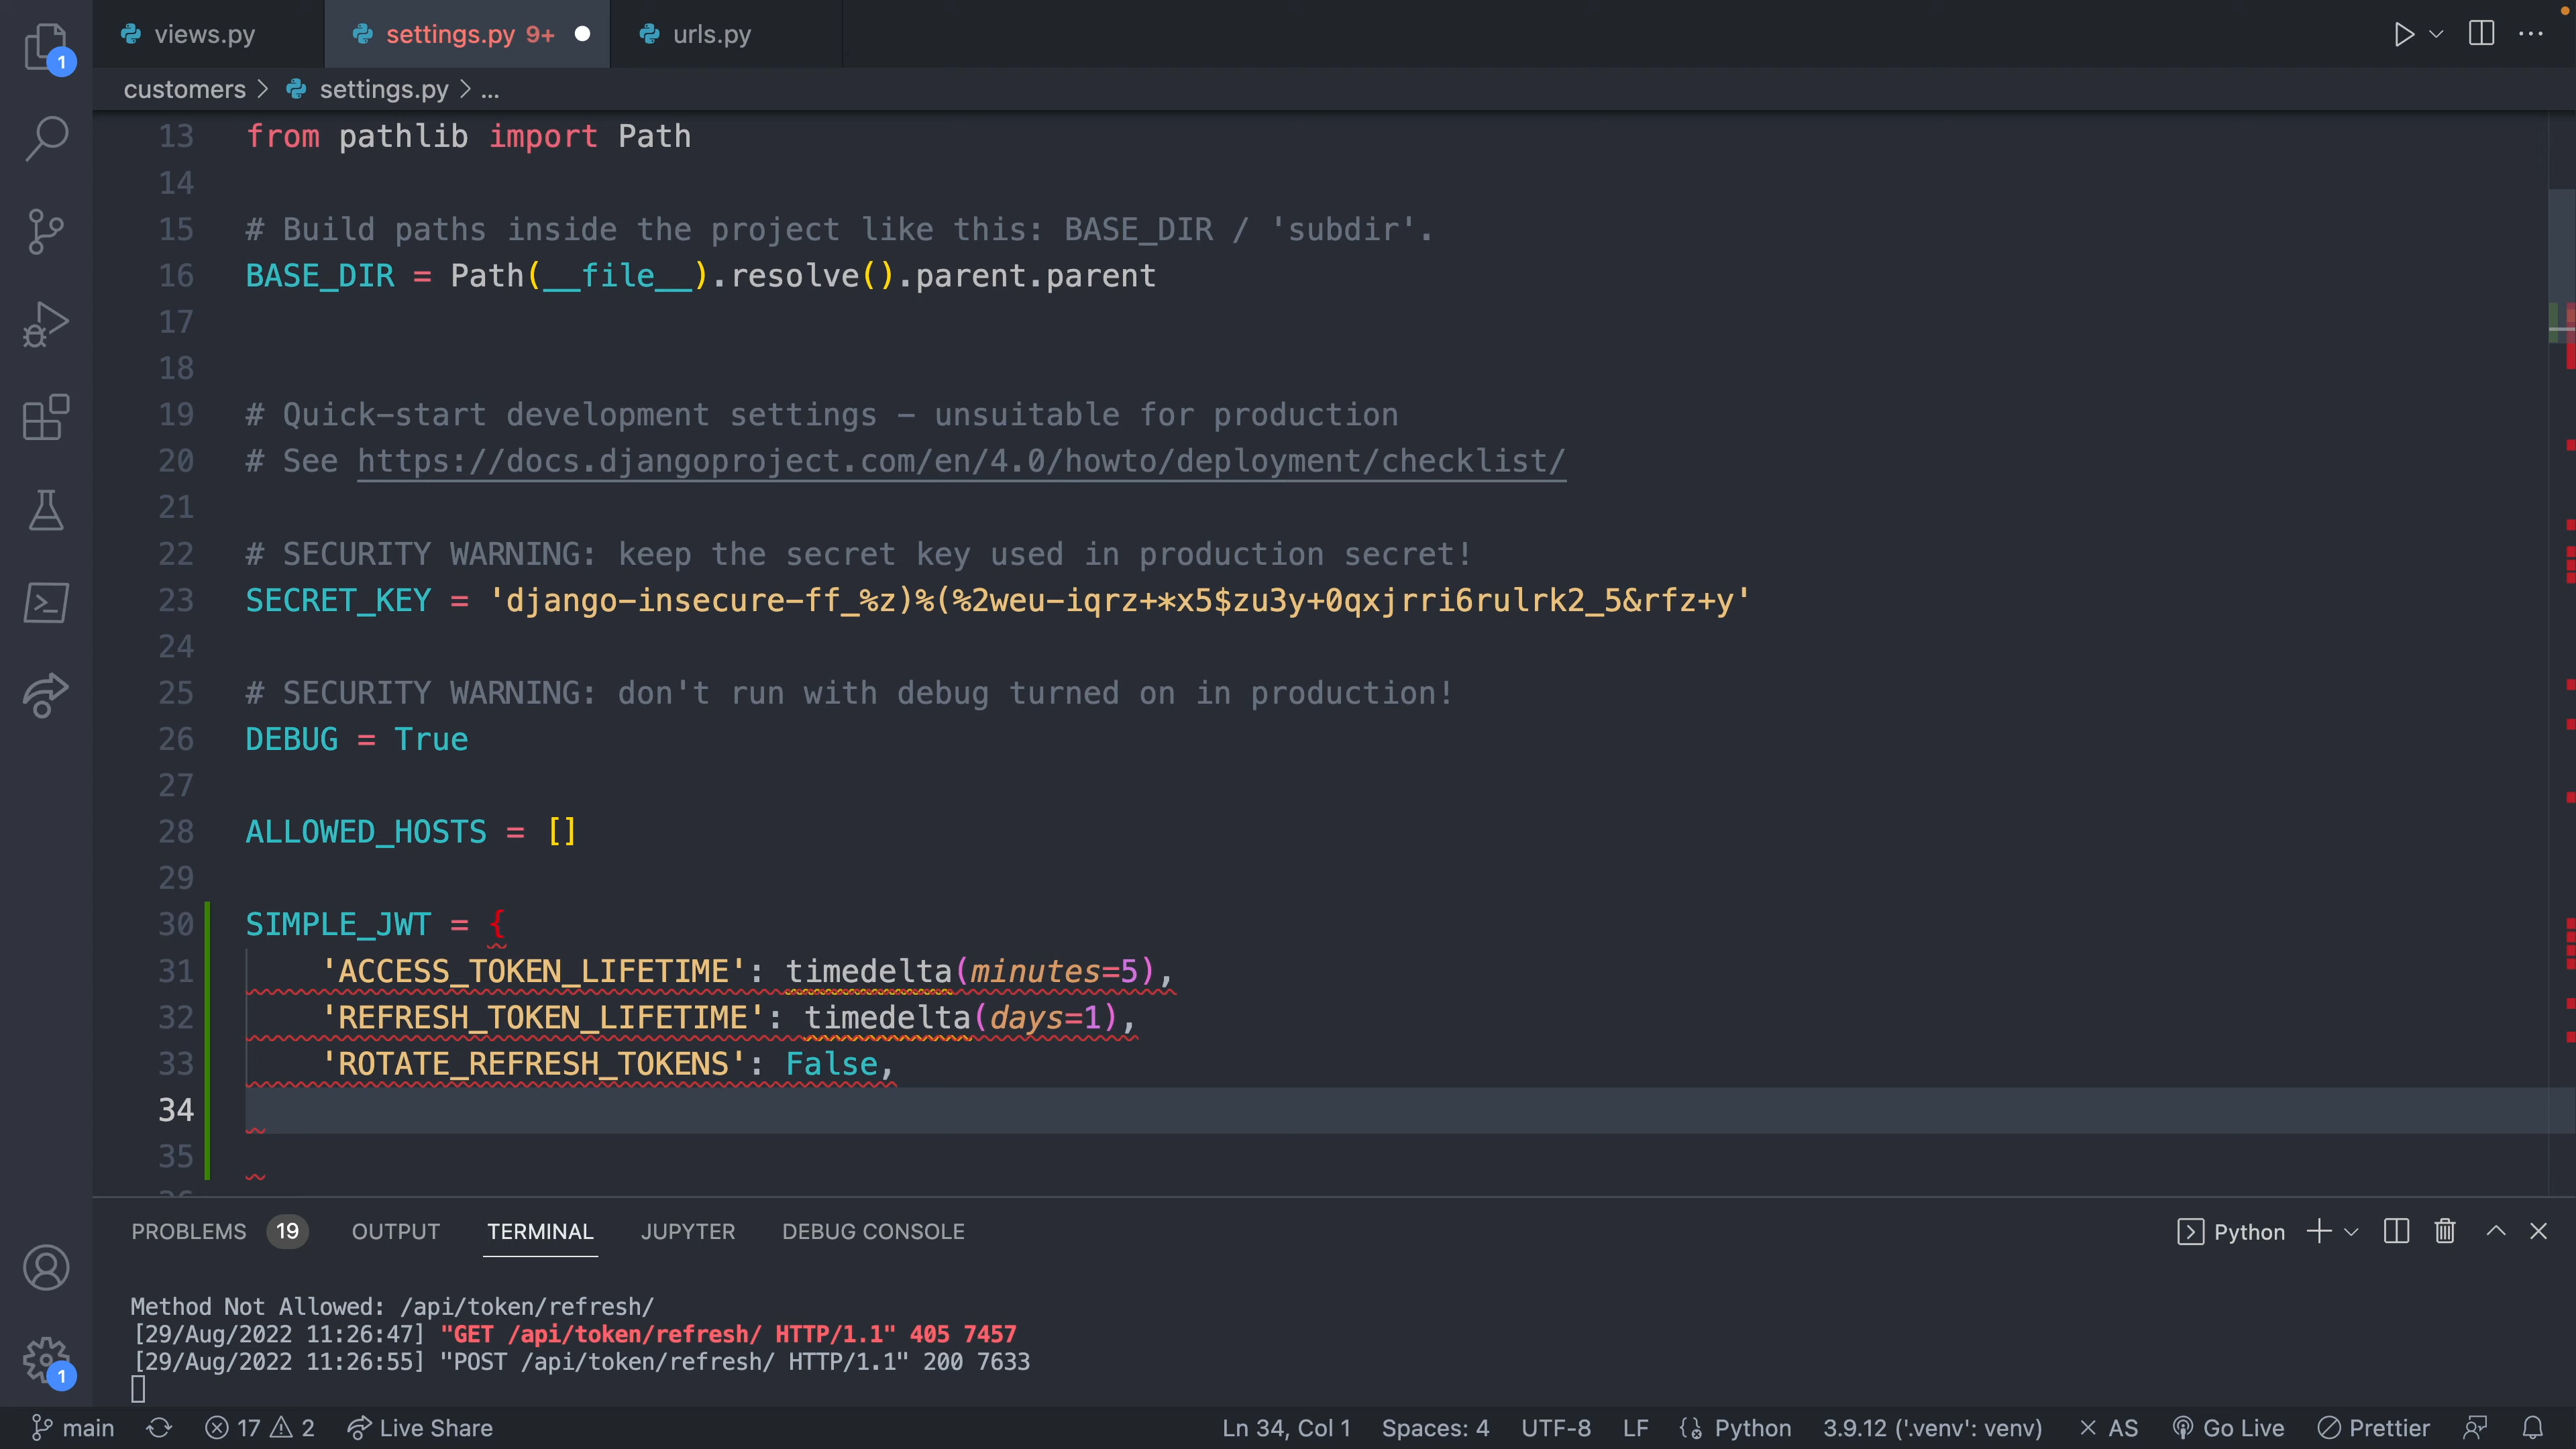 1
views.py
settings.py 9+
urls.py
customers > settings.py > ...
13 from pathlib import Path
14
15 # Build paths inside the project like this: BASE_DIR / 'subdir'.
16 BASE_DIR = Path(__file__).resolve().parent.parent
17
18
19 # Quick-start development settings - unsuitable for production
20 # See https://docs.djangoproject.com/en/4.0/howto/deployment/checklist/
21
22 # SECURITY WARNING: keep the secret key used in production secret!
23 SECRET_KEY = 'django-insecure-ff_%z)%(%2weu-iqrz+*x5$zu3y+0qxjrri6rulrk2_5&rfz+y'
24
25 # SECURITY WARNING: don't run with debug turned on in production!
26 DEBUG = True
27
28 ALLOWED_HOSTS = []
29
30 SIMPLE_JWT = {
31 'ACCESS_TOKEN_LIFETIME': timedelta(minutes=5),
32 'REFRESH_TOKEN_LIFETIME': timedelta(days=1),
33 'ROTATE_REFRESH_TOKENS': False,
34
35
PROBLEMS 19 OUTPUT TERMINAL JUPYTER DEBUG CONSOLE Python
Method Not Allowed: /api/token/refresh/
[29/Aug/2022 11:26:47] "GET /api/token/refresh/ HTTP/1.1" 405 7457
[29/Aug/2022 11:26:55] "POST /api/token/refresh/ HTTP/1.1" 200 7633
1
main 17 2 Live Share Ln 34, Col 1 Spaces: 4 UTF-8 LF Python 3.9.12 ('.venv': venv) AS Go Live Prettier